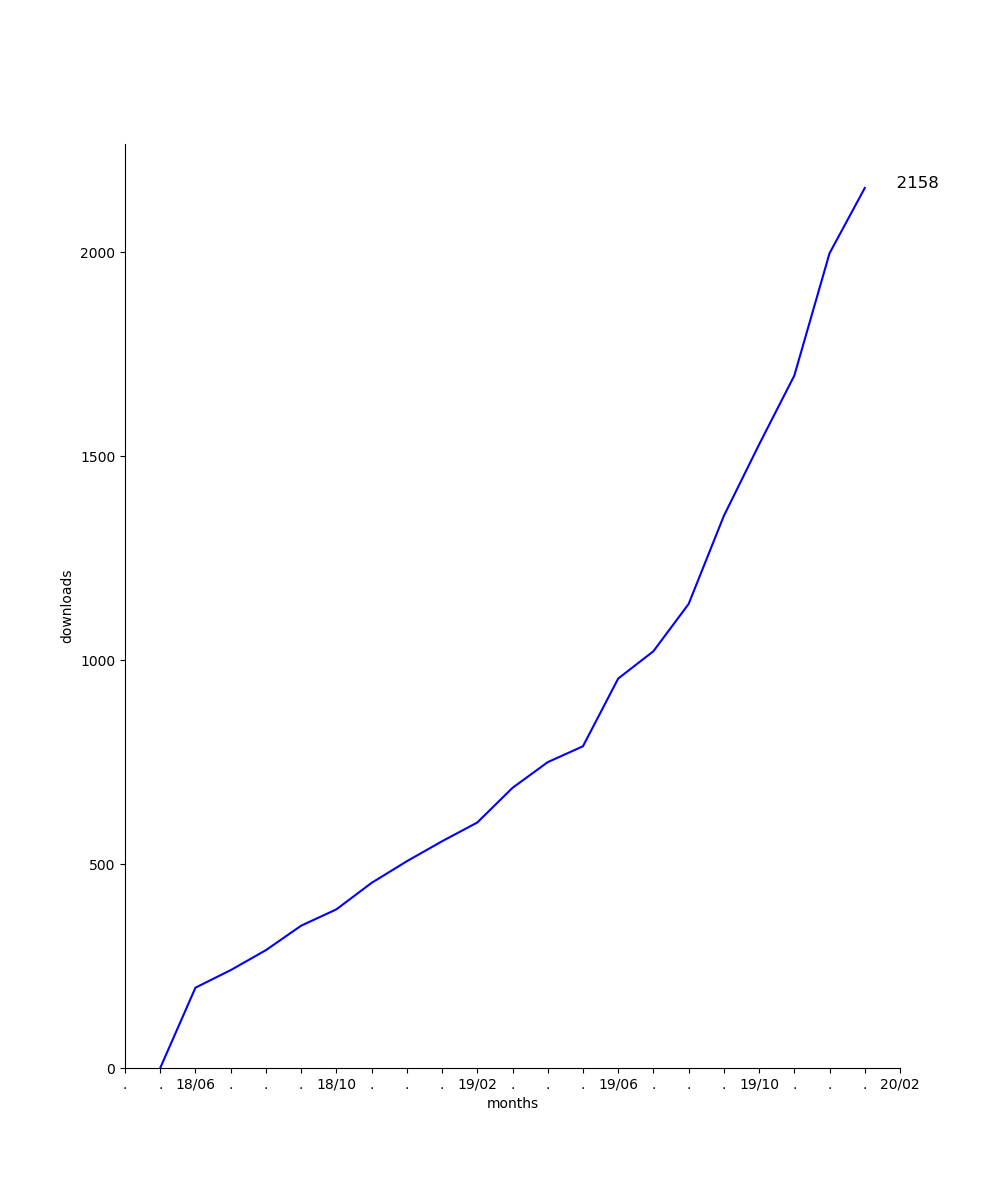 2158
2000
1500
1000
500
0
downloads
. . 18/06 . . . 18/10 . . . 19/02 . . . 19/06 . . . 19/10 . . . 20/02
months